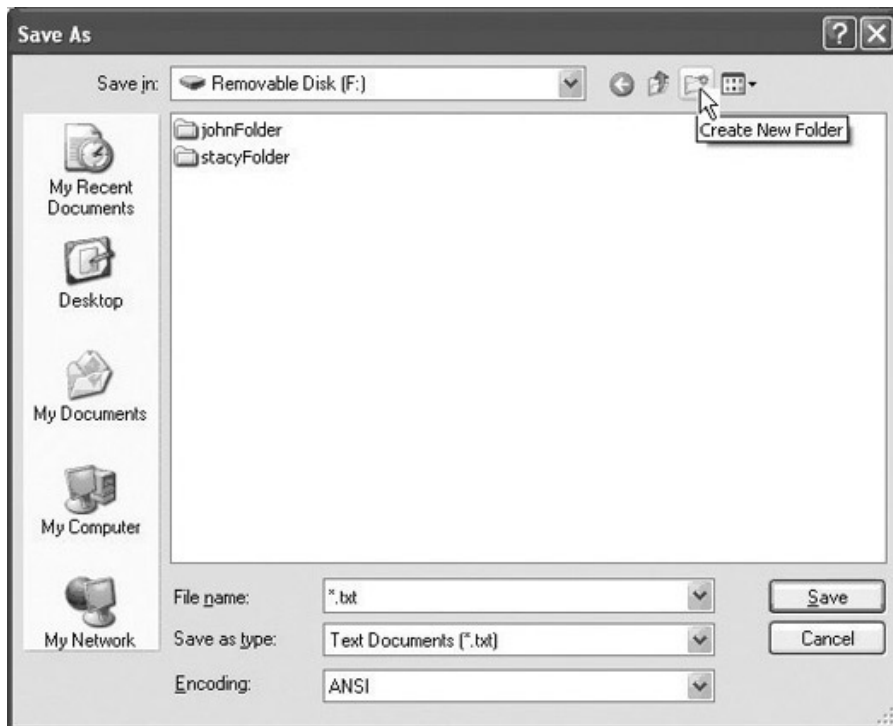 Save As
Save in: Removable Disk (F:)
Create New Folder
johnFolder
stacyFolder
My Recent
Documents
Desktop
My Documents
My Computer
My Network
File name: *.txt
Save
Save as type: Text Documents (*.txt)
Cancel
Encoding: ANSI